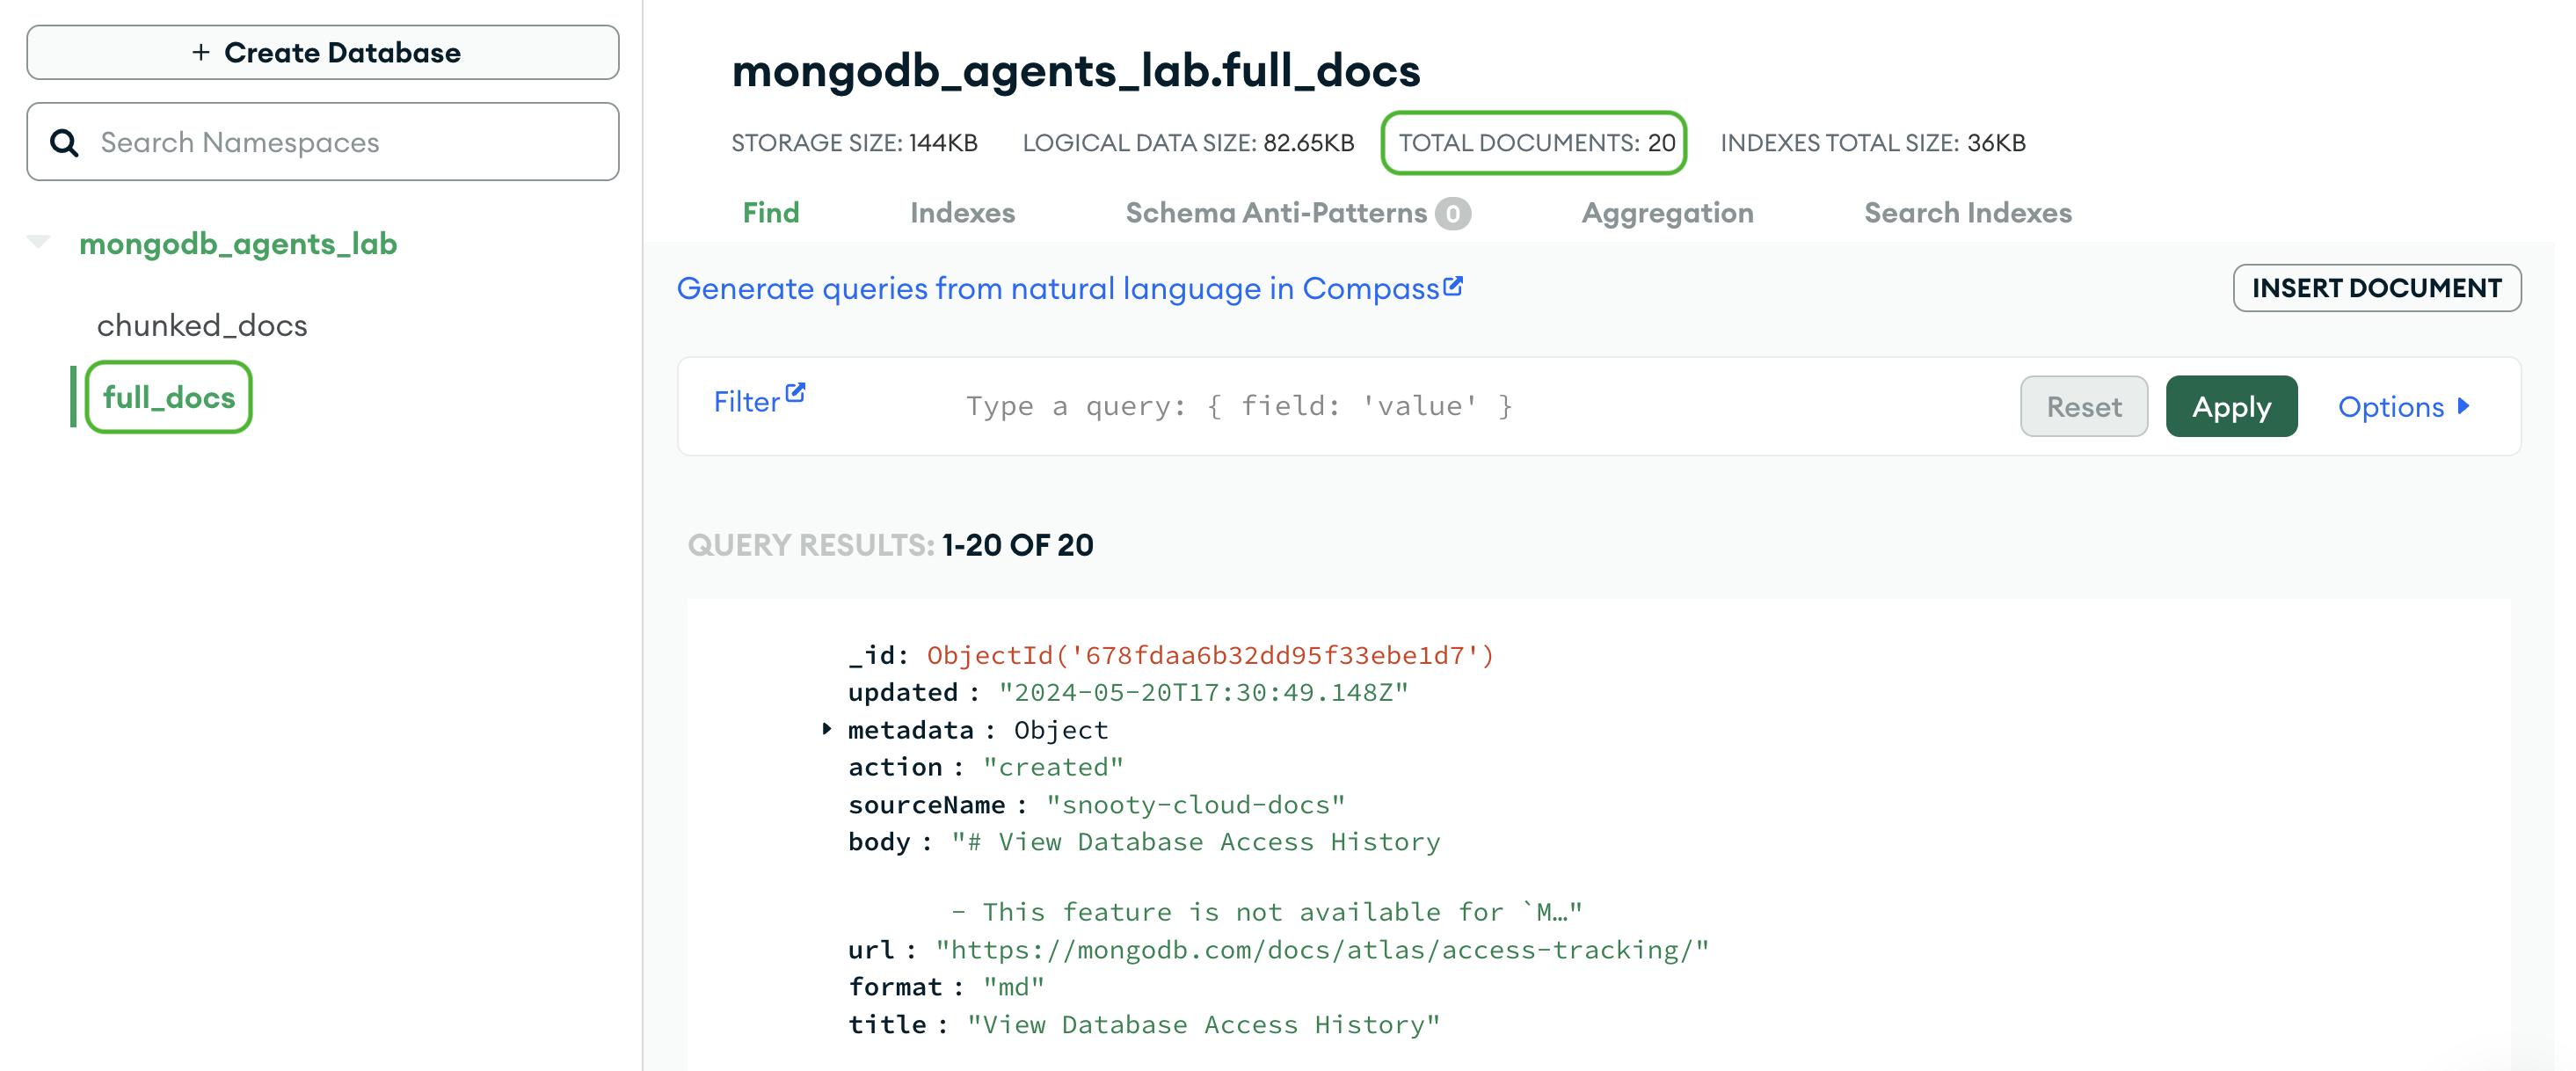 + Create Database
Search Namespaces
mongodb_agents_lab
chunked_docs
full_docs
mongodb_agents_lab.full_docs
STORAGE SIZE: 144KB LOGICAL DATA SIZE: 82.65KB TOTAL DOCUMENTS: 20 INDEXES TOTAL SIZE: 36KB
Find Indexes Schema Anti-Patterns 0 Aggregation Search Indexes
Generate queries from natural language in Compass
INSERT DOCUMENT
Filter Type a query: { field: 'value' } Reset Apply Options
QUERY RESULTS: 1-20 OF 20
_id: ObjectId('678fdaa6b32dd95f33ebe1d7')
updated : "2024-05-20T17:30:49.148Z"
metadata : Object
action : "created"
sourceName : "snooty-cloud-docs"
body : "# View Database Access History
- This feature is not available for `M…"
url : "https://mongodb.com/docs/atlas/access-tracking/"
format : "md"
title : "View Database Access History"